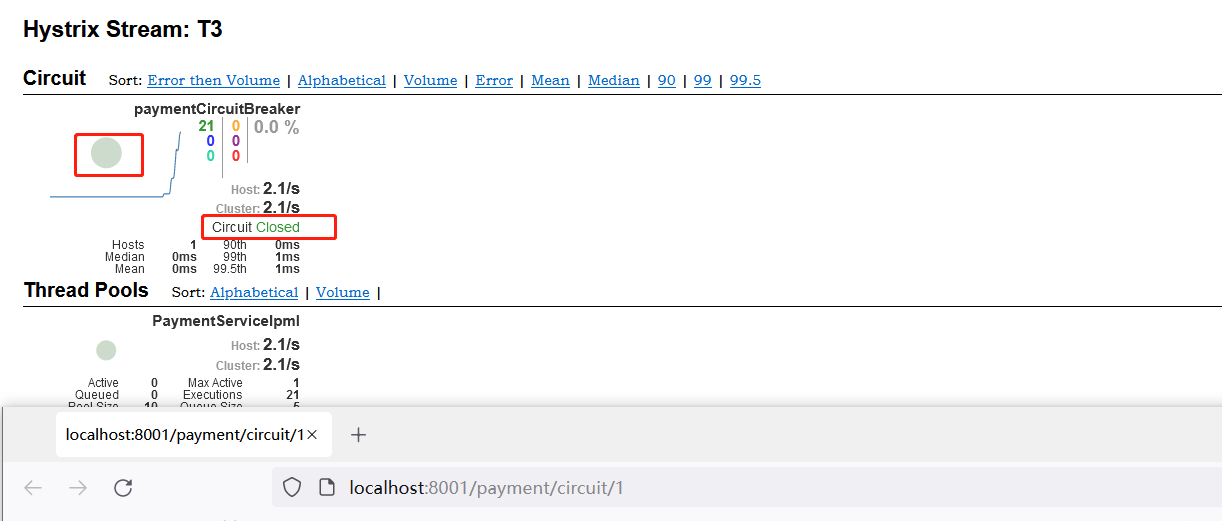 Hystrix Stream: T3
Circuit Sort: Error then Volume | Alphabetical | Volume | Error | Mean | Median | 90 | 99 | 99.5
paymentCircuitBreaker
21 0 0.0 %
0 0
0 0
Host: 2.1/s
Cluster: 2.1/s
Circuit Closed
Hosts 1 90th 0ms
Median 0ms 99th 1ms
Mean 0ms 99.5th 1ms
Thread Pools Sort: Alphabetical | Volume |
PaymentServiceIpml
Host: 2.1/s
Cluster: 2.1/s
Active 0 Max Active 1
Queued 0 Executions 21
Pool Size 10 Queue Size 5
localhost:8001/payment/circuit/1
localhost:8001/payment/circuit/1